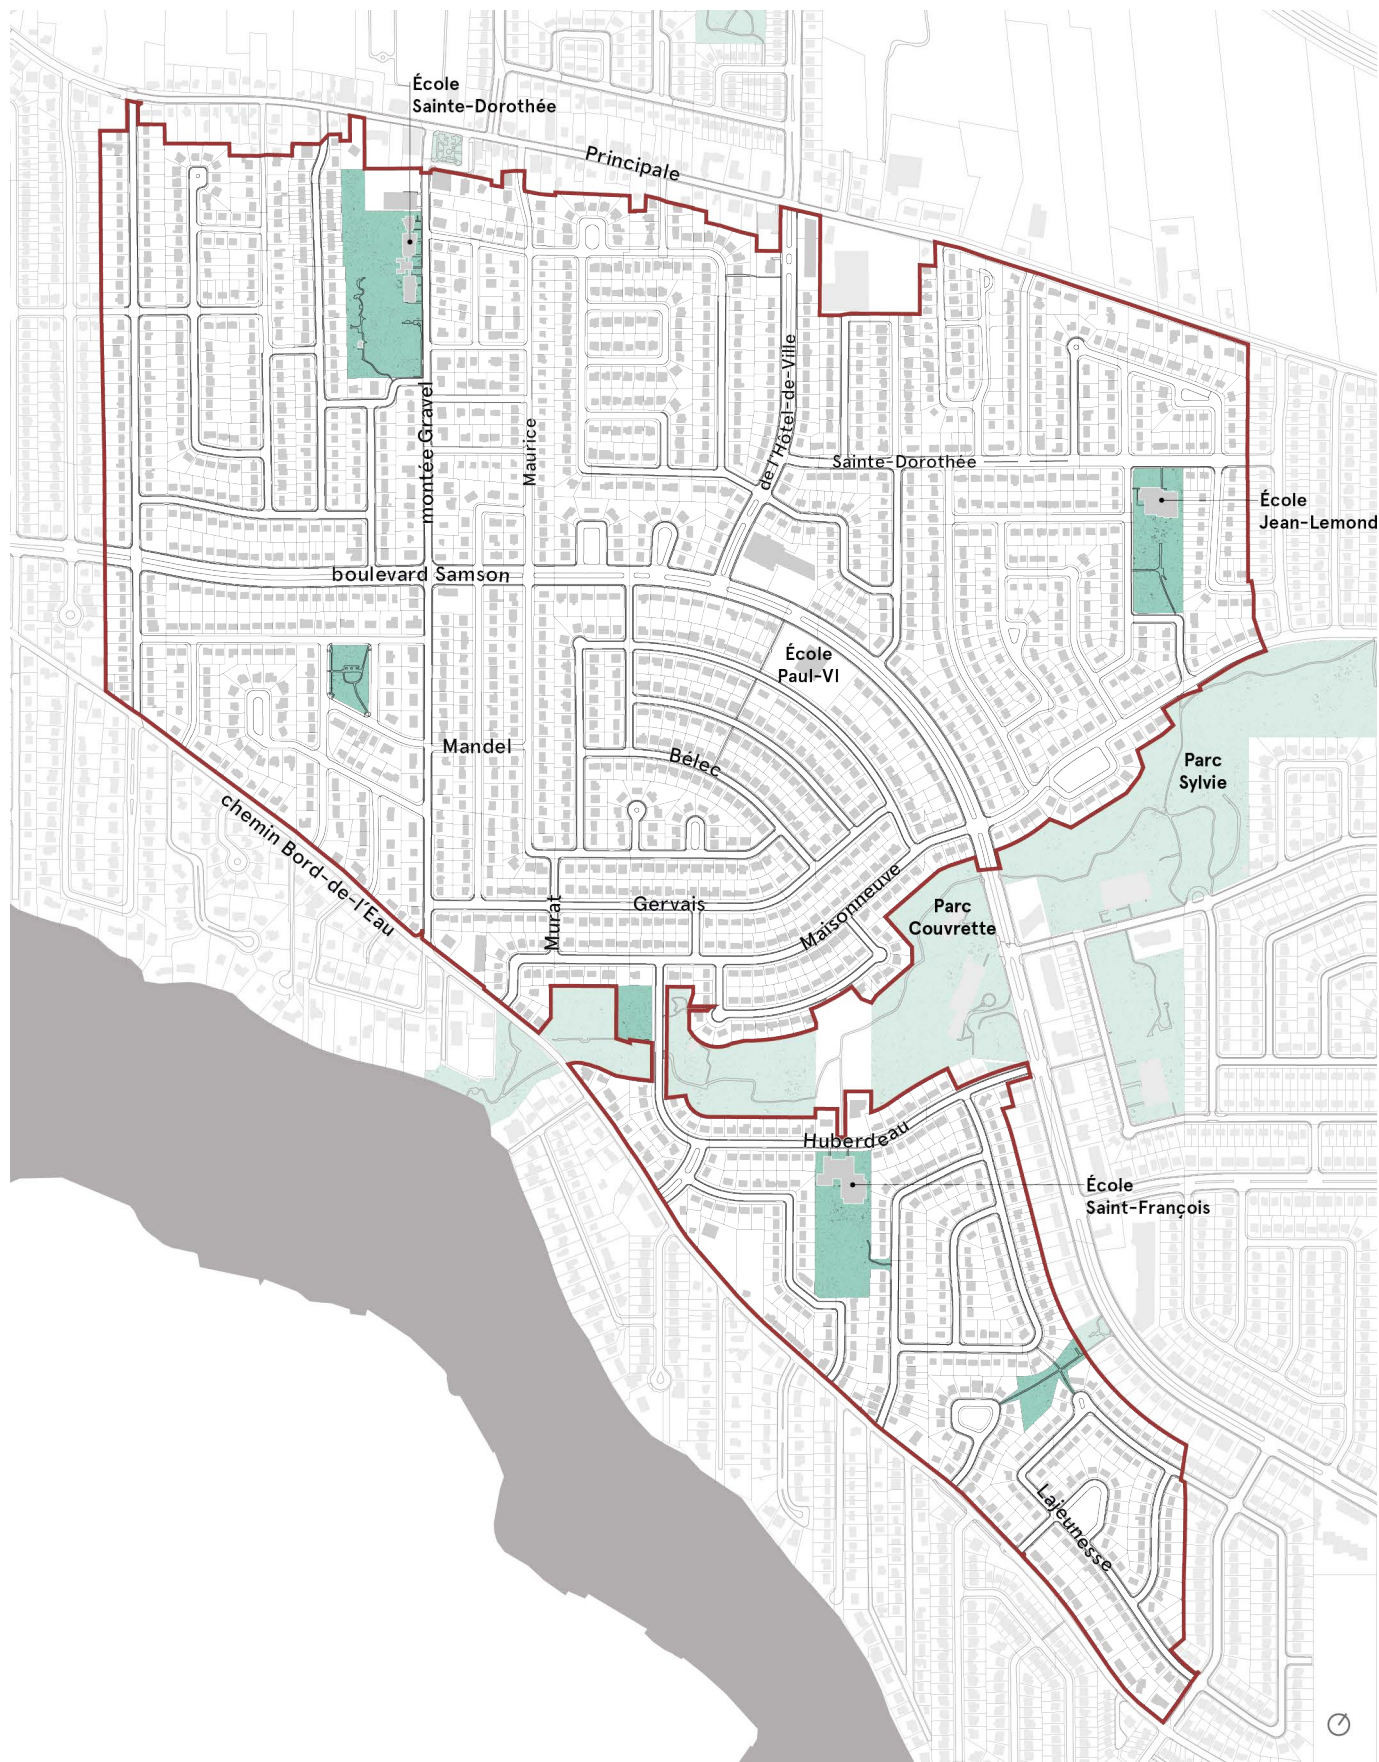 École
Sainte-Dorothée
Principale
de l'Hôtel-de-Ville
montée Gravel
Maurice
Sainte-Dorothée
École
Jean-Lemond
boulevard Samson
École
Paul-VI
Mandel
Bélec
Parc
Sylvie
chemin Bord-de-l'Eau
Murat
Gervais
Maisonneuve
Parc
Couvrette
Huberdeau
École
Saint-François
Lajeunesse